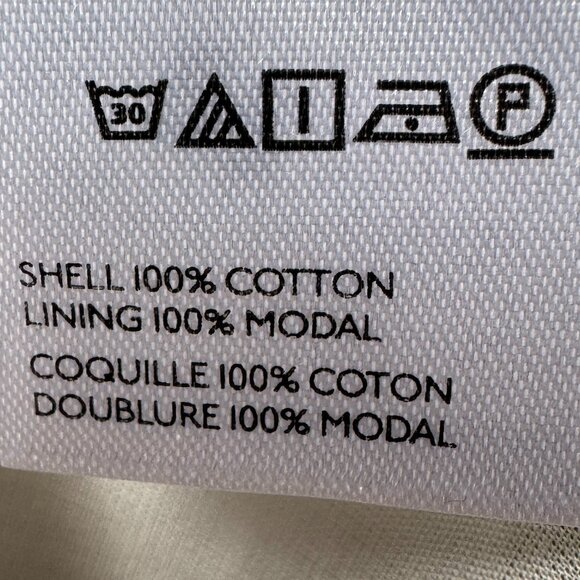 30 P
SHELL 100% COTTON
LINING 100% MODAL
COQUILLE 100% COTON
DOUBLURE 100% MODAL